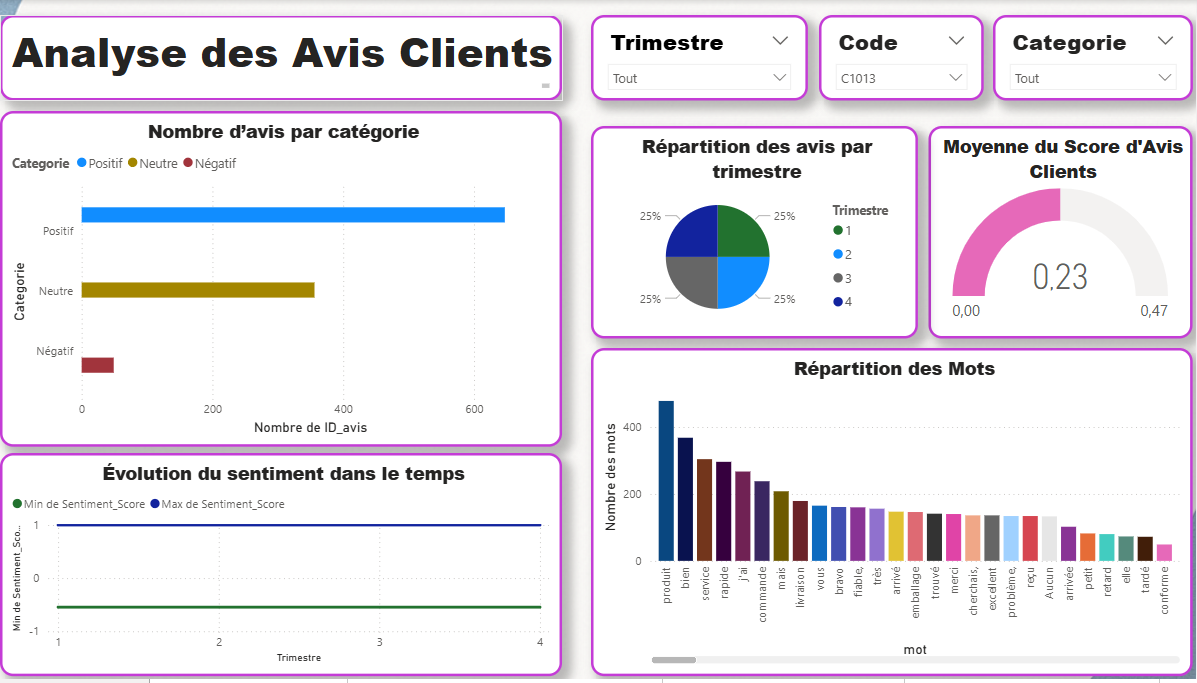 Analyse des Avis Clients
Trimestre
Tout
Code
C1013
Categorie
Tout
Nombre d’avis par catégorie
Categorie Positif Neutre Négatif
Categorie
Positif
Neutre
Négatif
0 200 400 600
Nombre de ID_avis
Répartition des avis par
trimestre
25% 25%
25% 25%
Trimestre
1
2
3
4
Moyenne du Score d'Avis
Clients
0,23
0,00 0,47
Évolution du sentiment dans le temps
Min de Sentiment_Score Max de Sentiment_Score
Min de Sentiment_Sco...
1
0
-1
1 2 3 4
Trimestre
Répartition des Mots
Nombre des mots
400
200
0
produit
bien
service
rapide
j'ai
commande
mais
livraison
vous
bravo
fiable,
très
arrivé
emballage
trouvé
merci
cherchais,
excellent
problème,
reçu
Aucun
arrivée
petit
retard
elle
tardé
conforme
mot